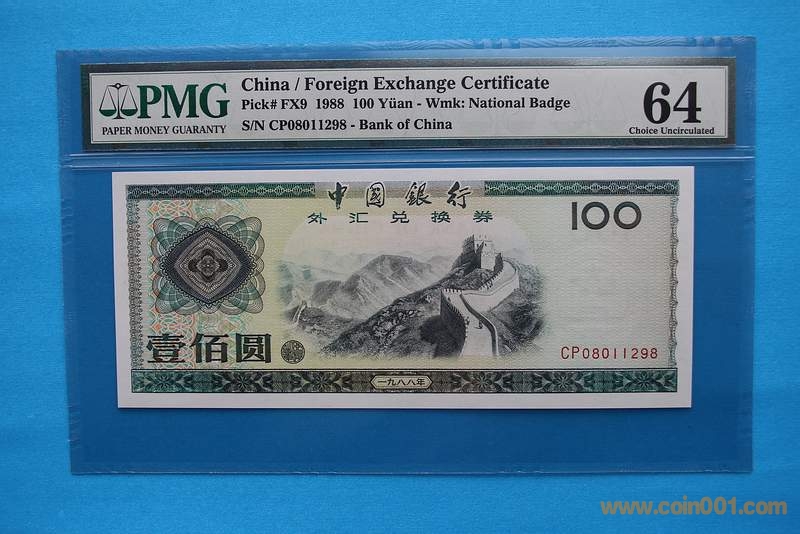 PMG
PAPER MONEY GUARANTY
China / Foreign Exchange Certificate
Pick# FX9 1988 100 Yüan - Wmk: National Badge
S/N CP08011298 - Bank of China
64
Choice Uncirculated
中國銀行
外汇兑换券
100
壹佰圆
CP08011298
一九八八年
www.coin001.com